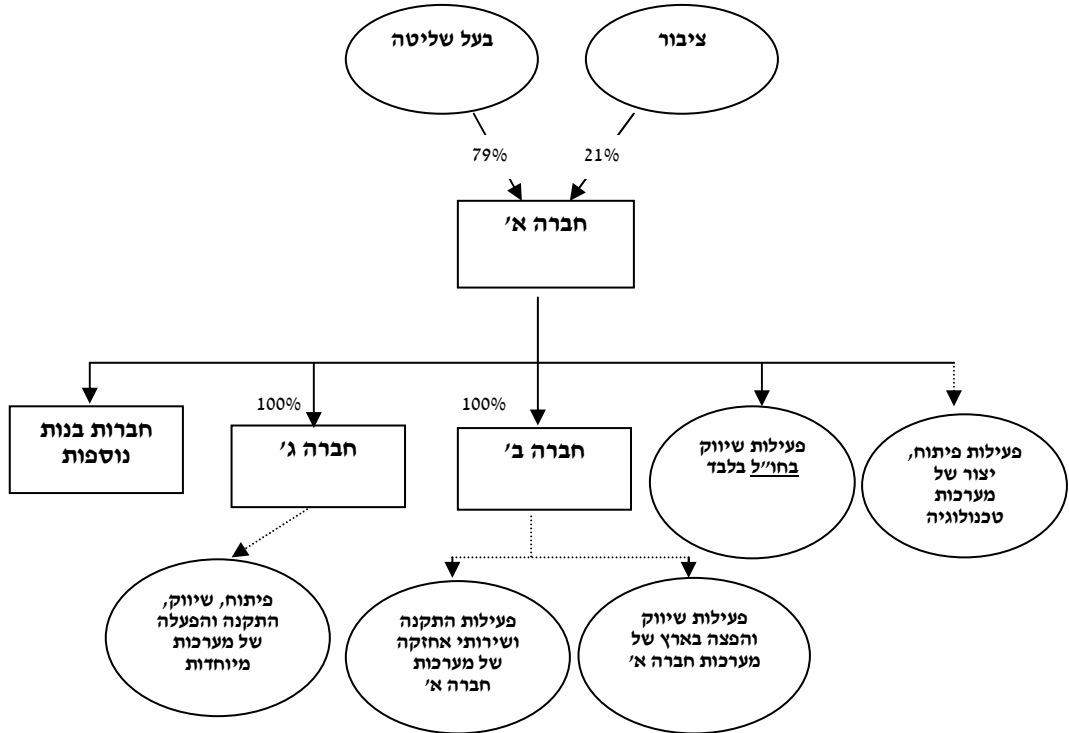 בעל שליטה
ציבור
79%
21%
חברה א'
חברות בנות
נוספות
100%
חברה ג'
100%
חברה ב'
פעילות שיווק
בחו"ל בלבד
פעילות פיתוח,
יצור של
מערכות
טכנולוגיה
פיתוח, שיווק,
התקנה והפעלה
של מערכות
מיוחדות
פעילות התקנה
ושירותי אחזקה
של מערכות
חברה א'
פעילות שיווק
והפצה בארץ של
מערכות חברה א'